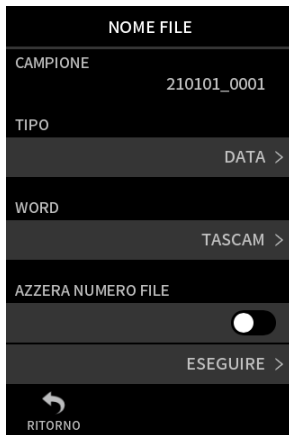 NOME FILE
CAMPIONE
210101_0001
TIPO
DATA >
WORD
TASCAM >
AZZERA NUMERO FILE
ESEGUIRE >
RITORNO